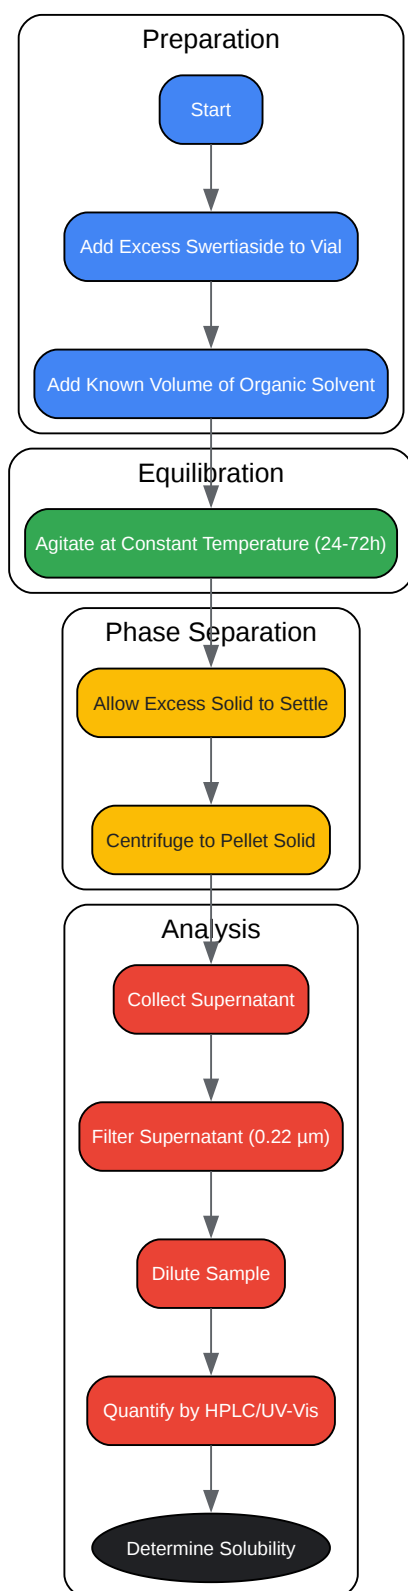 Preparation
Start
Add Excess Swertiaside to Vial
Add Known Volume of Organic Solvent
Equilibration
Agitate at Constant Temperature (24-72h)
Phase Separation
Allow Excess Solid to Settle
Centrifuge to Pellet Solid
Analysis
Collect Supernatant
Filter Supernatant (0.22 µm)
Dilute Sample
Quantify by HPLC/UV-Vis
Determine Solubility